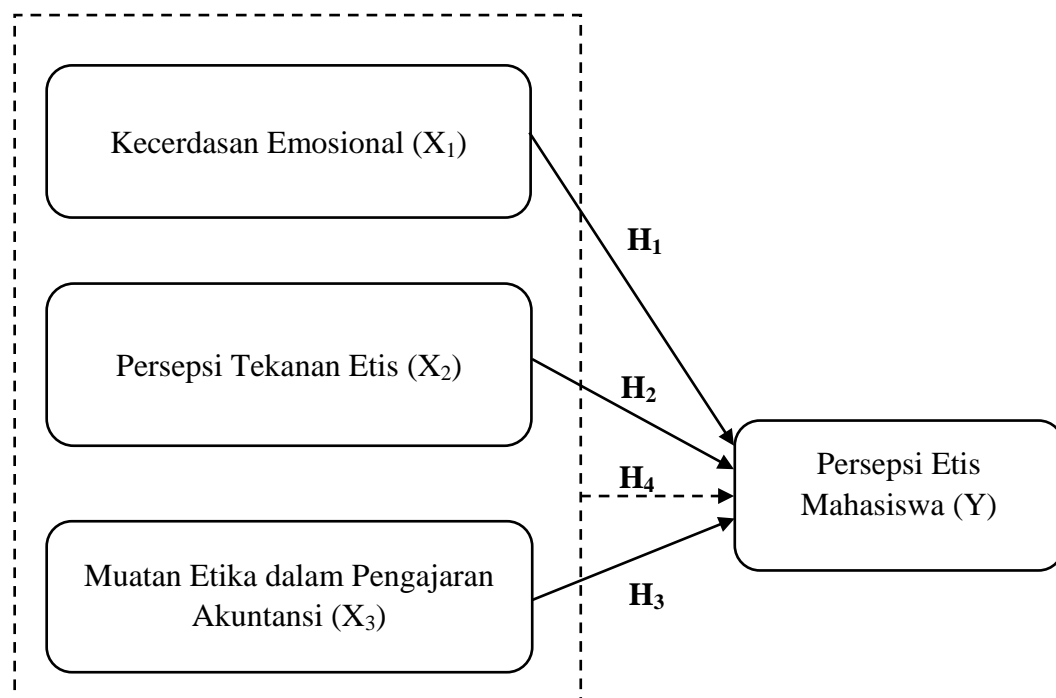 Kecerdasan Emosional (X₁)
H₁
Persepsi Tekanan Etis (X₂)
H₂
Persepsi Etis
Mahasiswa (Y)
H₄
Muatan Etika dalam Pengajaran
Akuntansi (X₃)
H₃